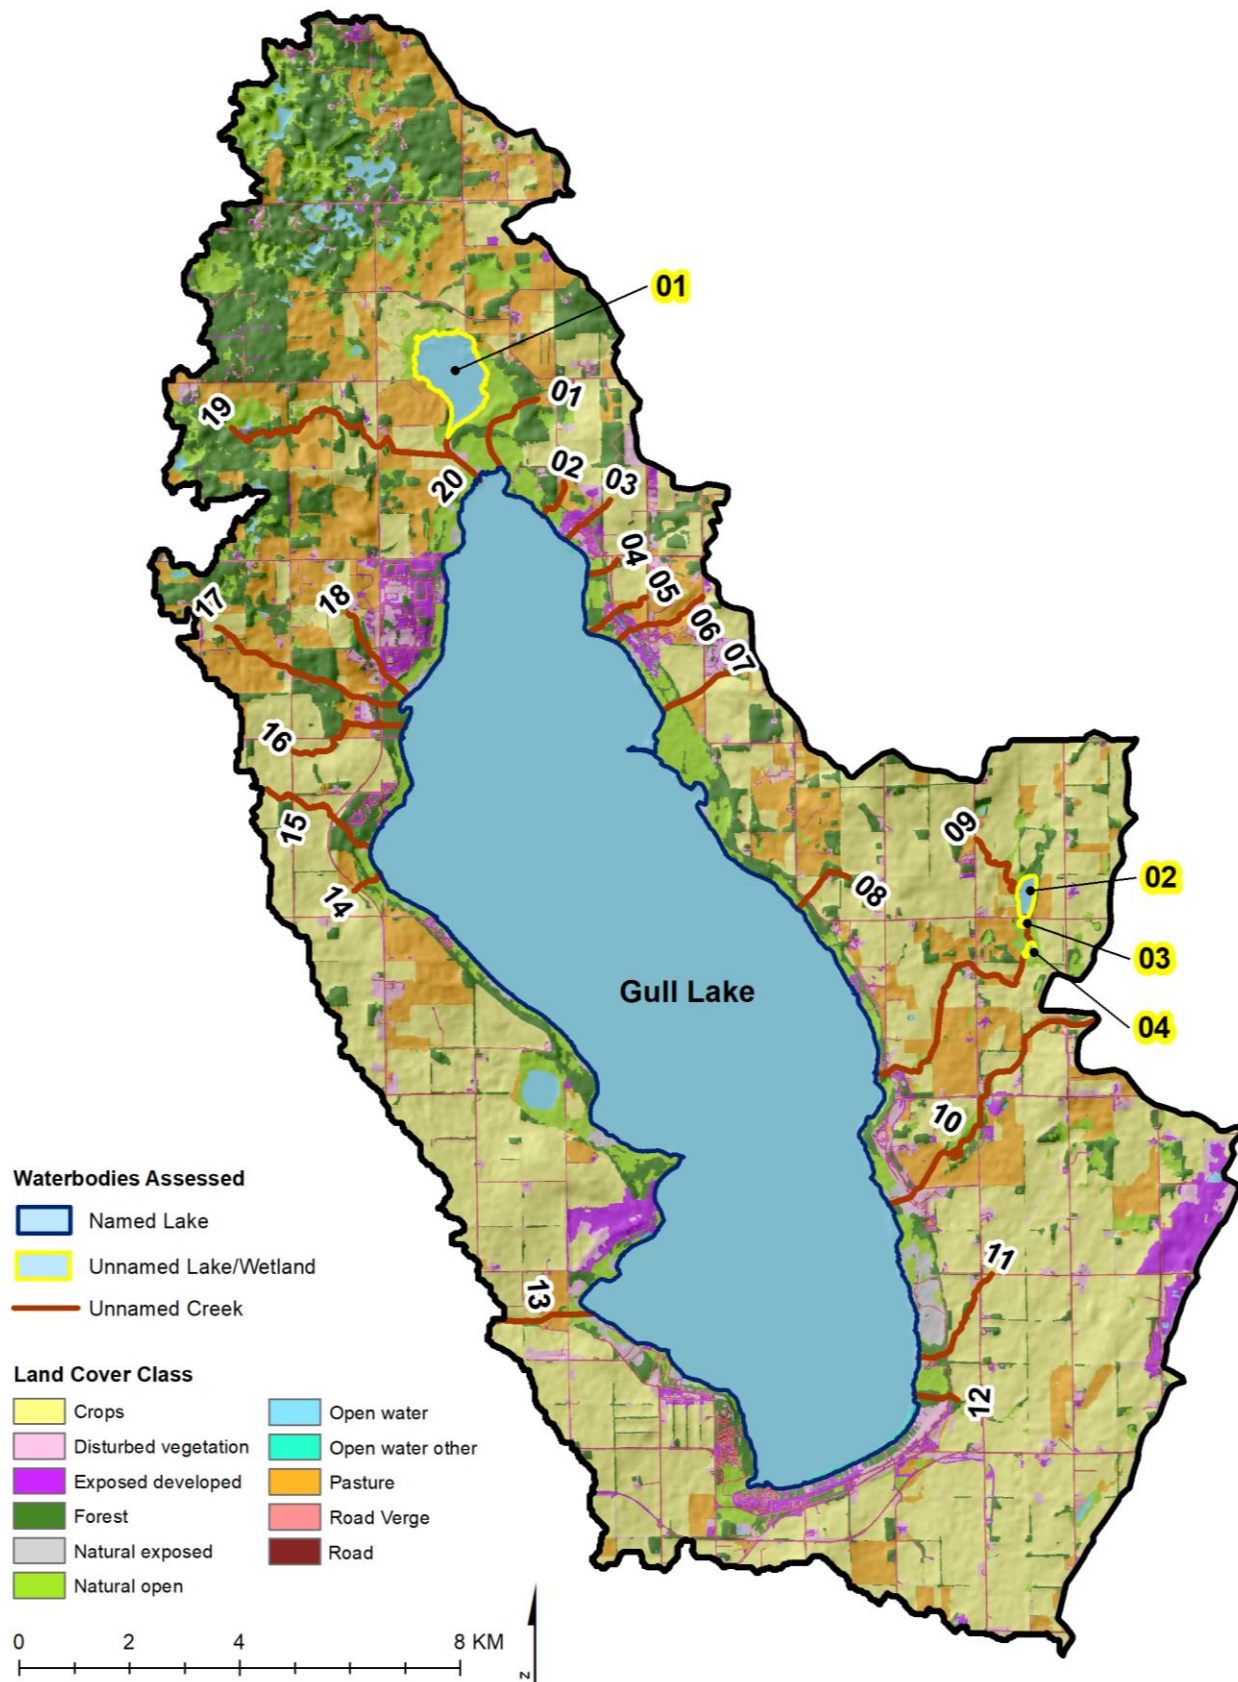 01
01
19
02
03
20
04
05
18
17
06
07
16
15
09
02
08
14
03
Gull Lake
04
10
Waterbodies Assessed
Named Lake
Unnamed Lake/Wetland
Unnamed Creek
11
13
12
Land Cover Class
Crops
Disturbed vegetation
Exposed developed
Forest
Natural exposed
Natural open
Open water
Open water other
Pasture
Road Verge
Road
0 2 4 8 KM
N